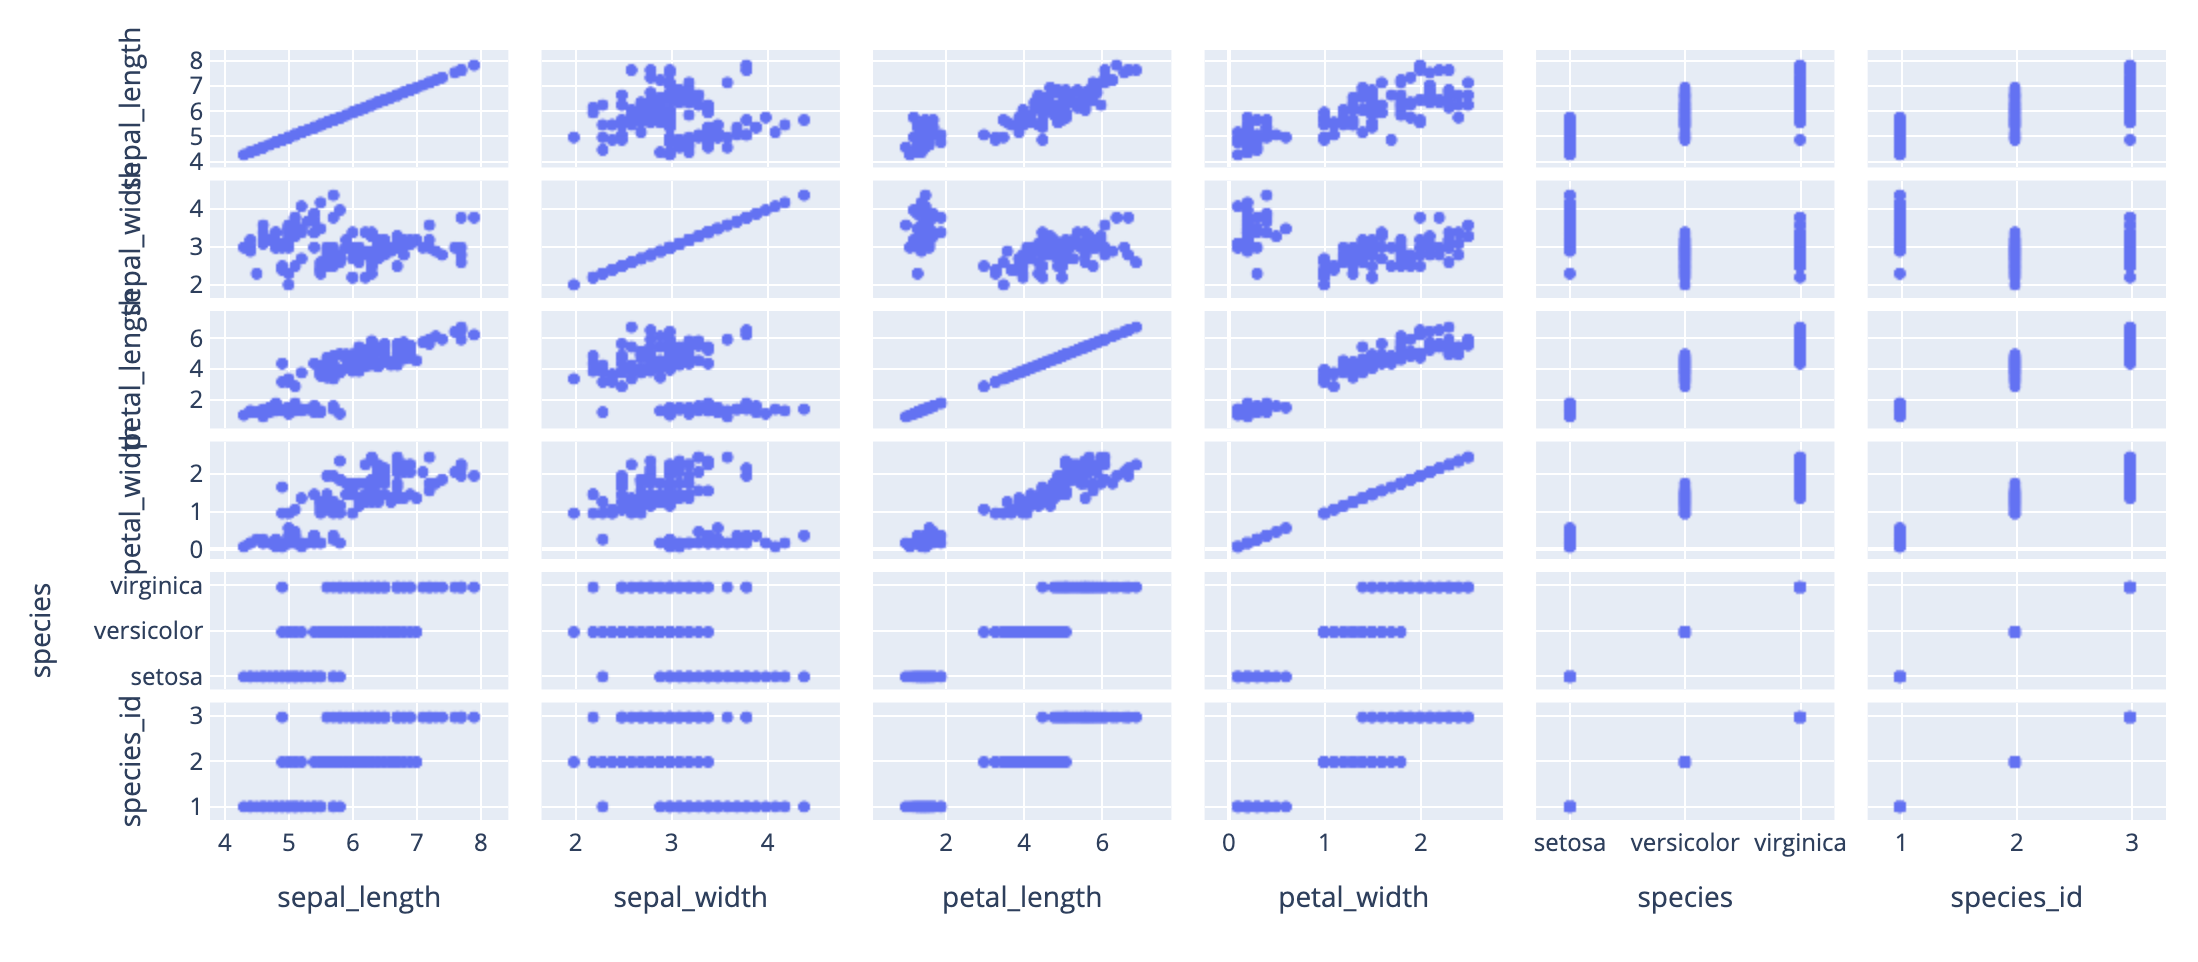 sepal_length
8
7
6
5
4
sepal_width
4
3
2
petal_length
6
4
2
petal_width
2
1
0
species
virginica
versicolor
setosa
species_id
3
2
1
4 5 6 7 8 2 3 4 2 4 6 0 1 2 setosa versicolor virginica 1 2 3
sepal_length sepal_width petal_length petal_width species species_id